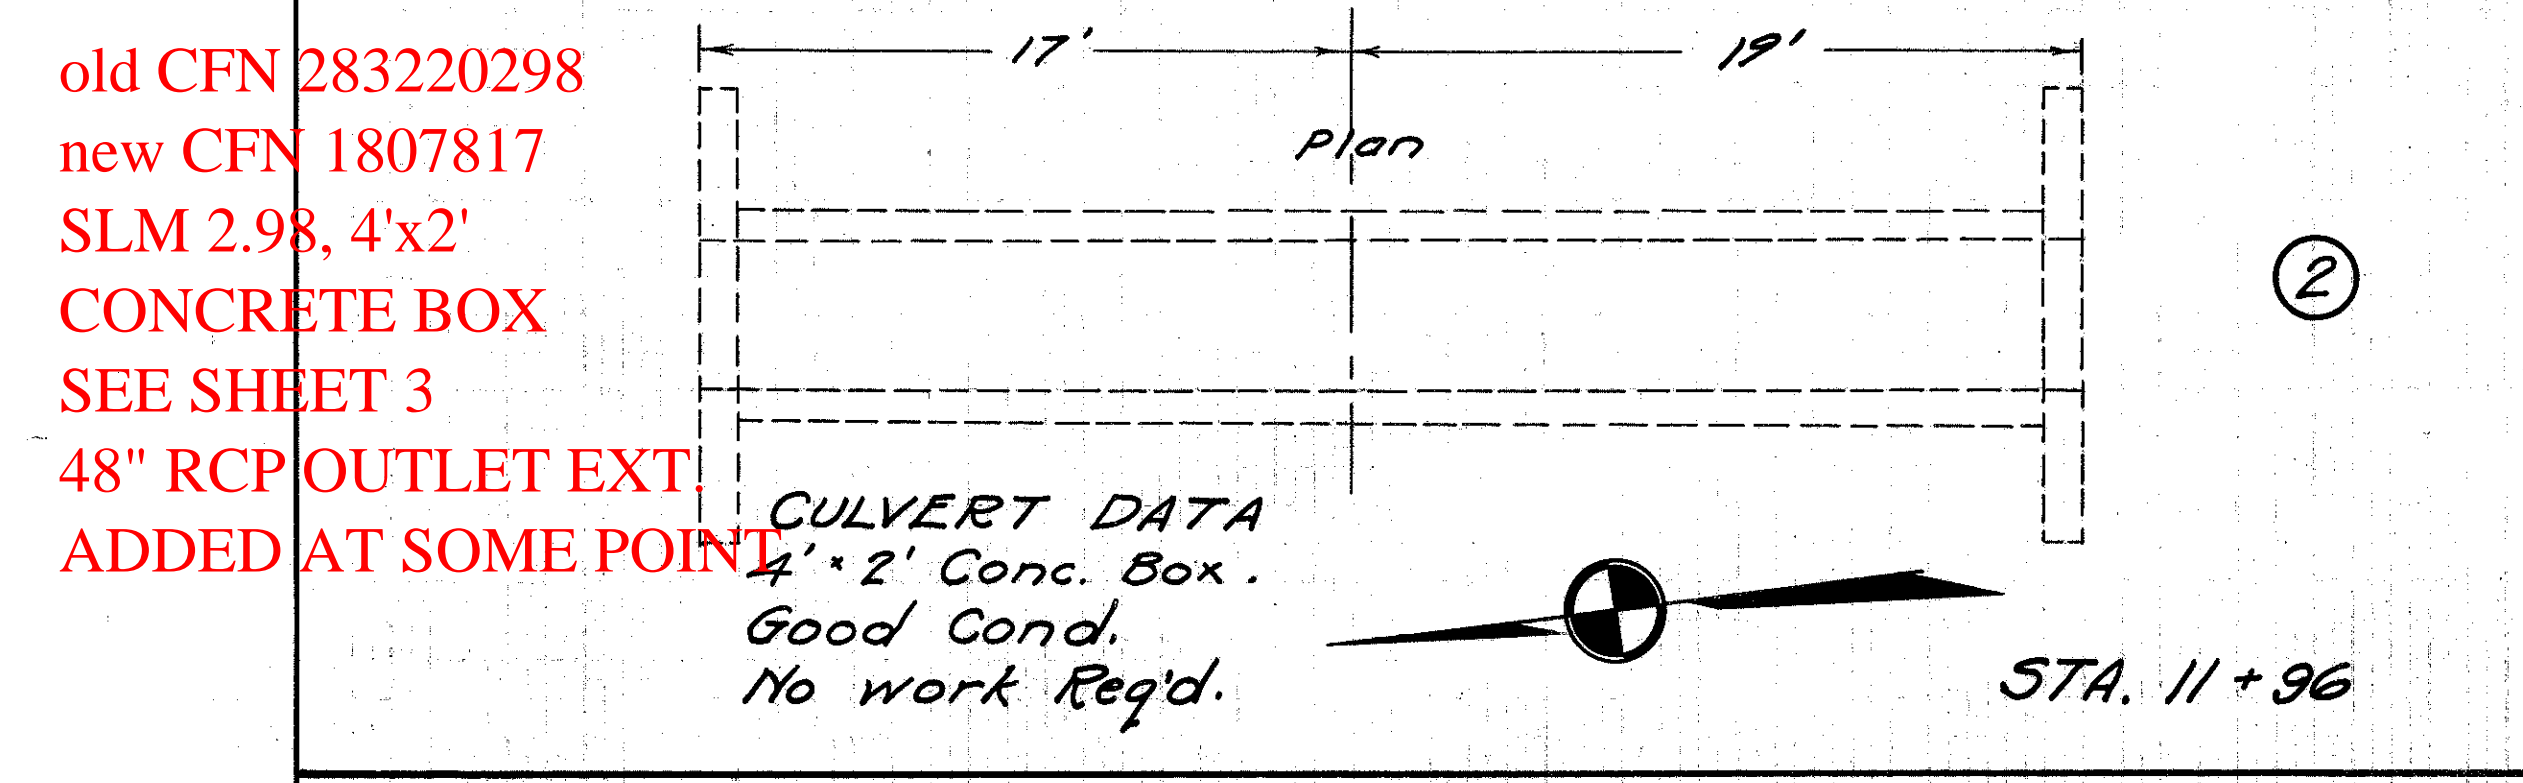 old CFN 283220298
new CFN 1807817
SLM 2.98, 4'x2'
CONCRETE BOX
SEE SHEET 3
48" RCP OUTLET EXT.
ADDED AT SOME POINT
17'
19'
Plan
2
CULVERT DATA
4' x 2' Conc. Box.
Good Cond.
No work Req'd.
STA. 11 + 96